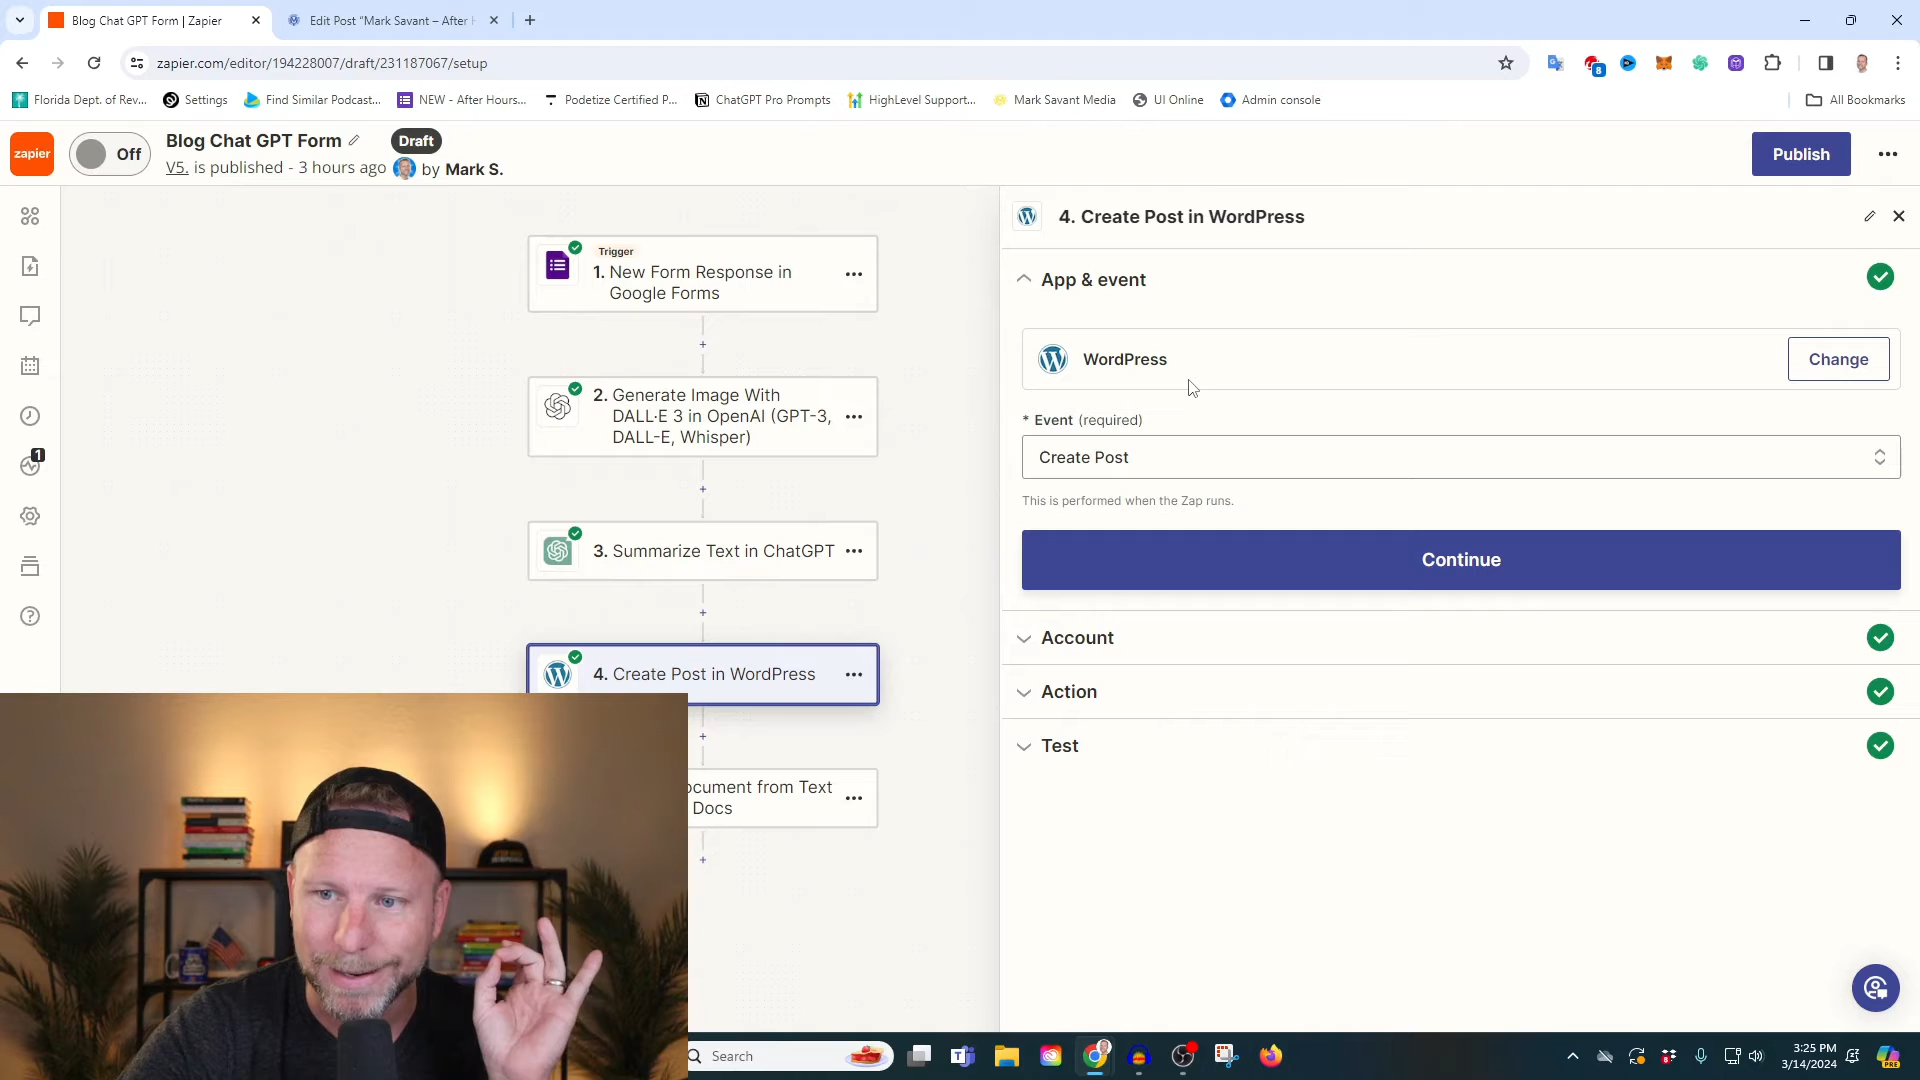 Blog Chat GPT Form | Zapier
Edit Post "Mark Savant – After H
zapier.com/editor/194228007/draft/231187067/setup
8
Florida Dept. of Rev...
Settings
Find Similar Podcast...
NEW - After Hours...
Podetize Certified P...
ChatGPT Pro Prompts
HighLevel Support...
Mark Savant Media
UI Online
Admin console
All Bookmarks
zapier
Off
Blog Chat GPT Form
Draft
V5. is published - 3 hours ago
by Mark S.
Publish
Trigger
1. New Form Response in
Google Forms
2. Generate Image With
DALL·E 3 in OpenAI (GPT-3,
DALL-E, Whisper)
3. Summarize Text in ChatGPT
4. Create Post in WordPress
ocument from Text
Docs
1
4. Create Post in WordPress
App & event
WordPress
Change
* Event (required)
Create Post
This is performed when the Zap runs.
Continue
Account
Action
Test
Search
3:25 PM
3/14/2024
PRE